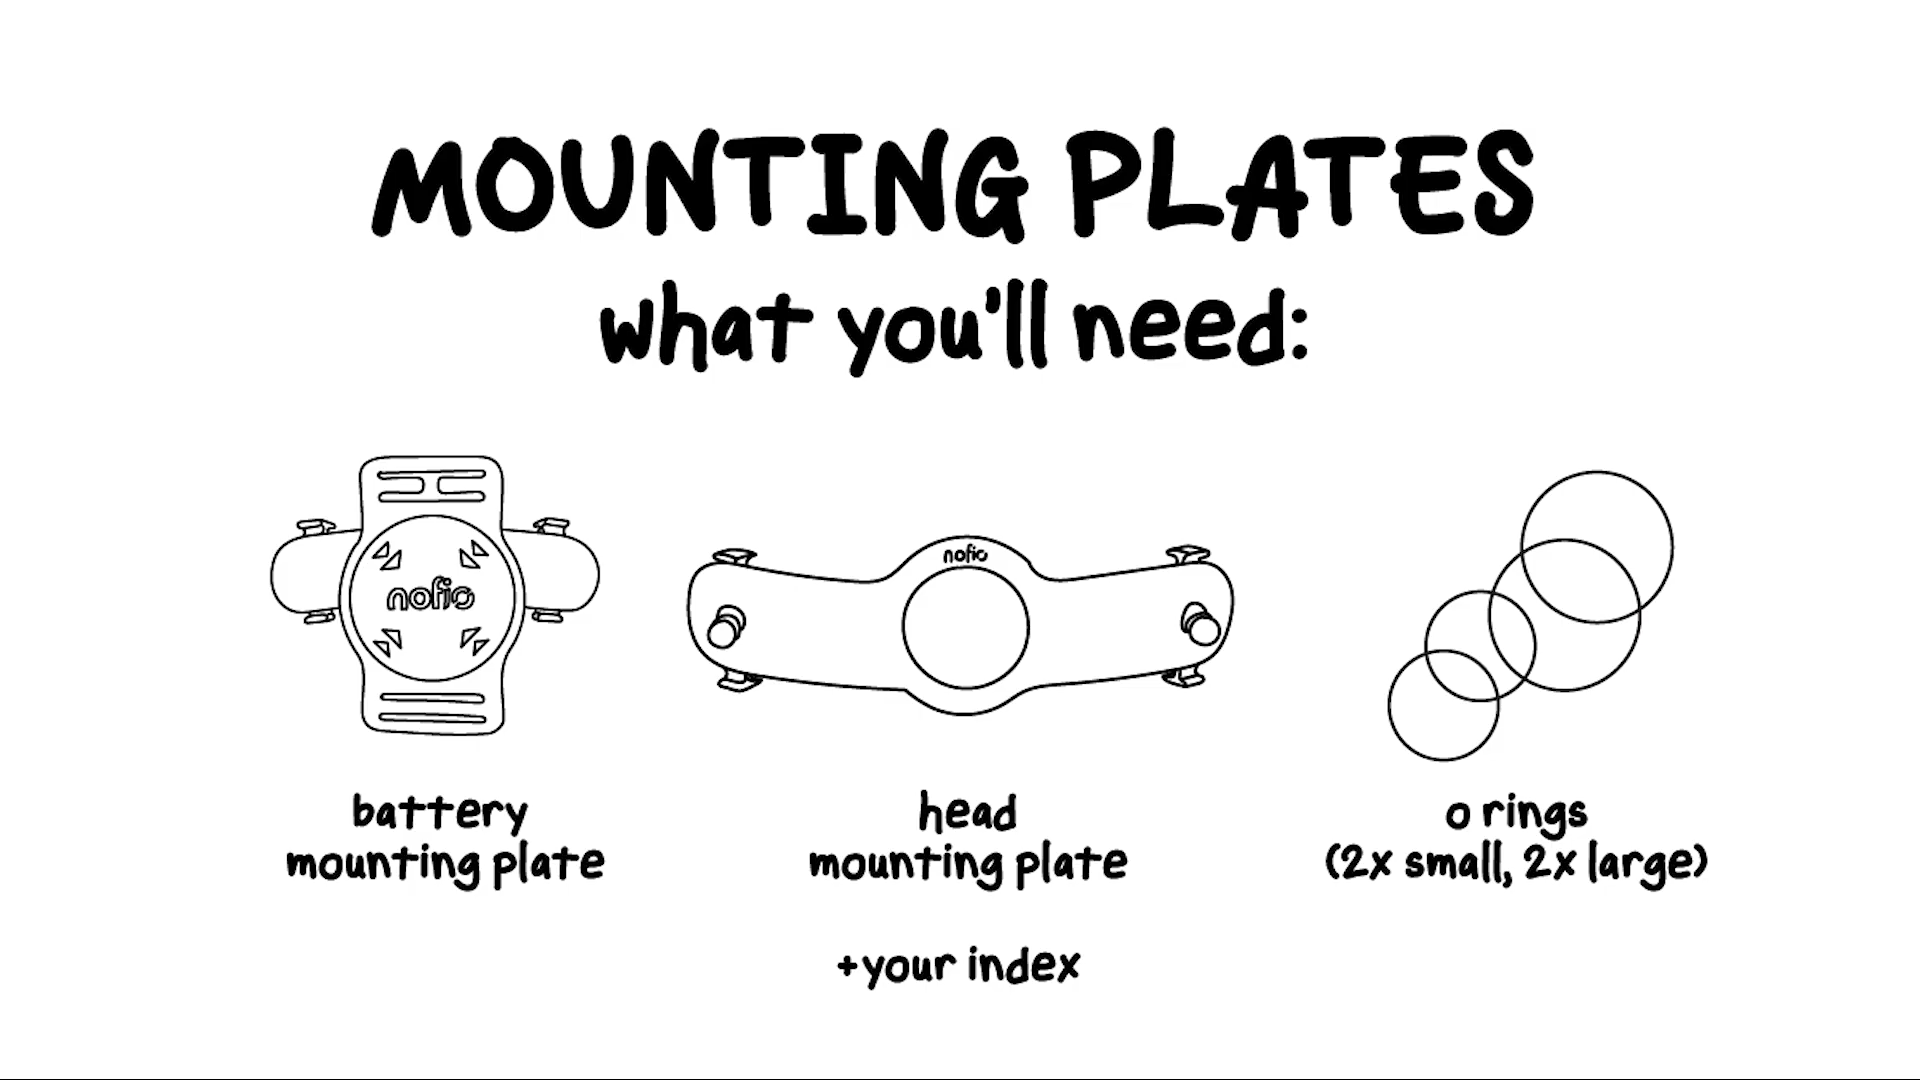 MOUNTING PLATES
what you'll need:
nofio
nofio
battery
mounting plate
head
mounting plate
o rings
(2x small, 2x large)
+your index